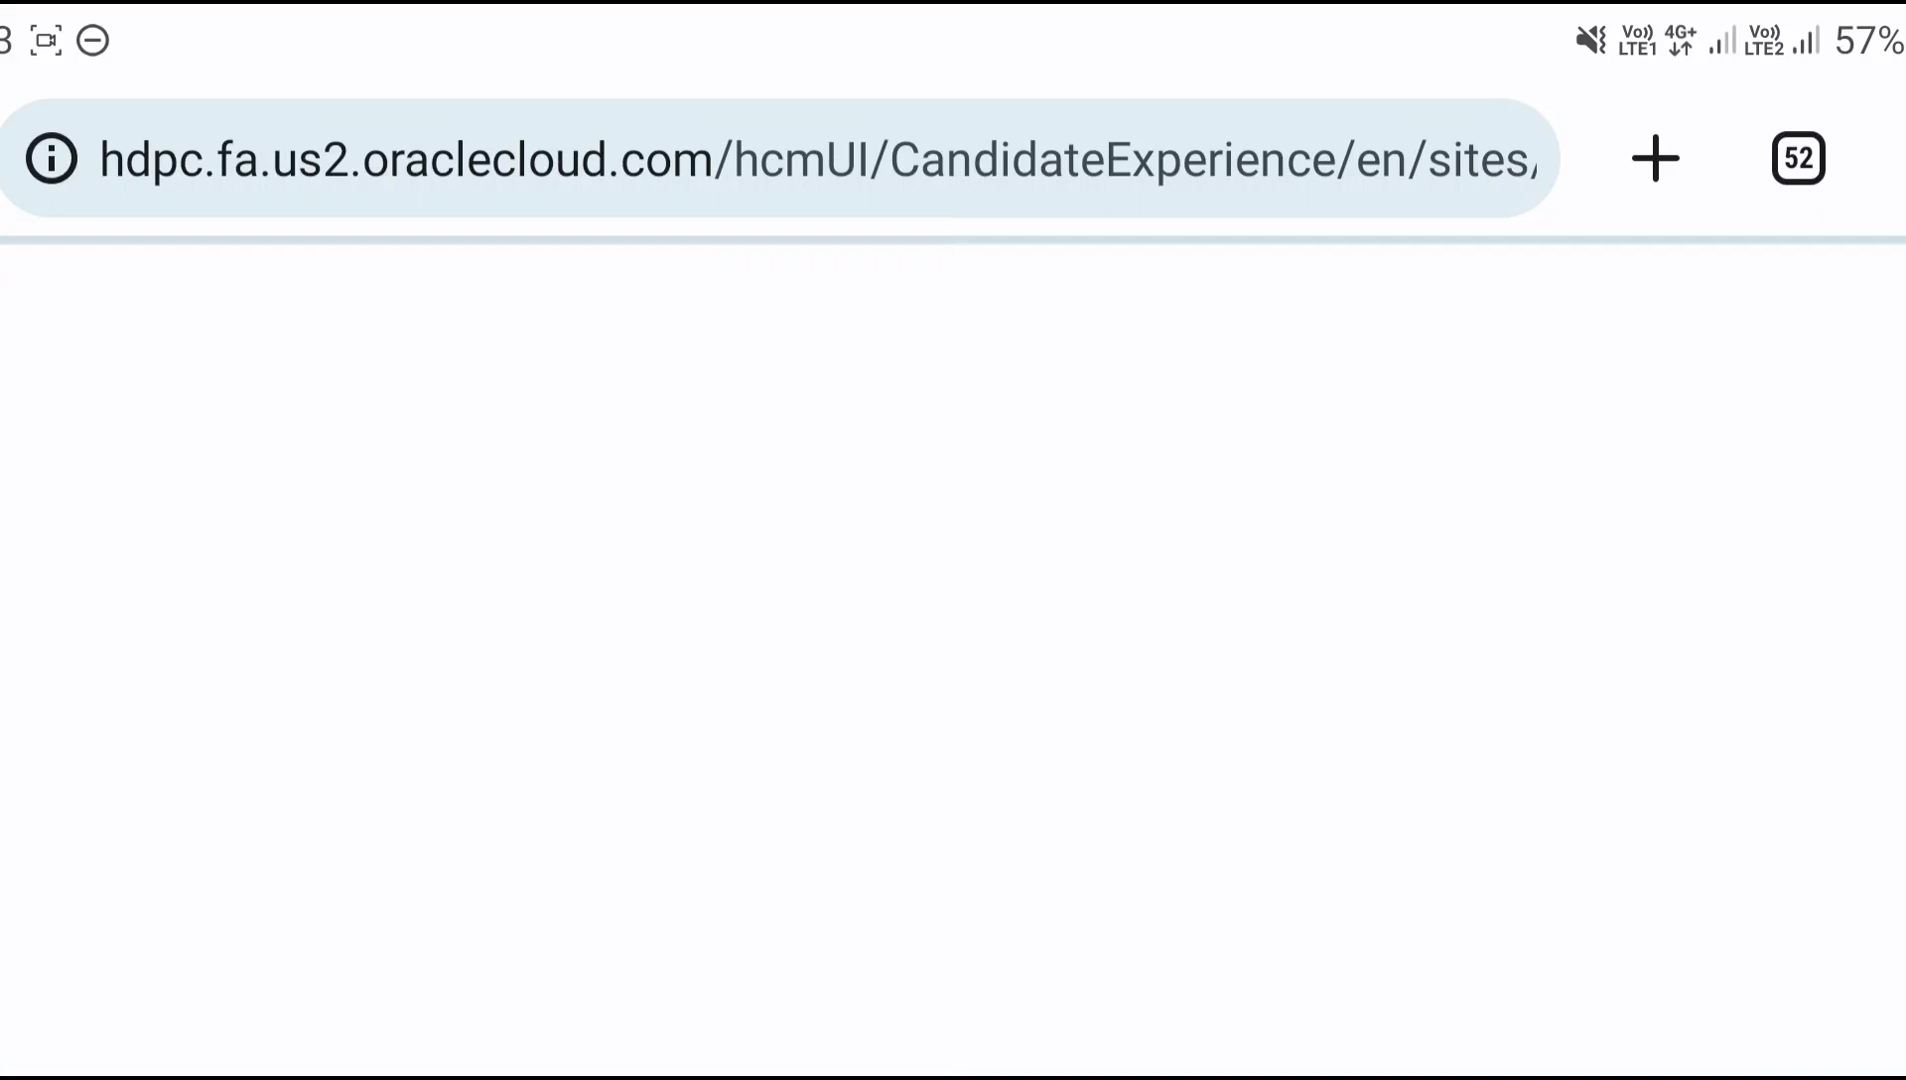 Vo)) 4G+ Vo)) 57%
LTE1 LTE2
hdpc.fa.us2.oraclecloud.com/hcmUI/CandidateExperience/en/sites/
52